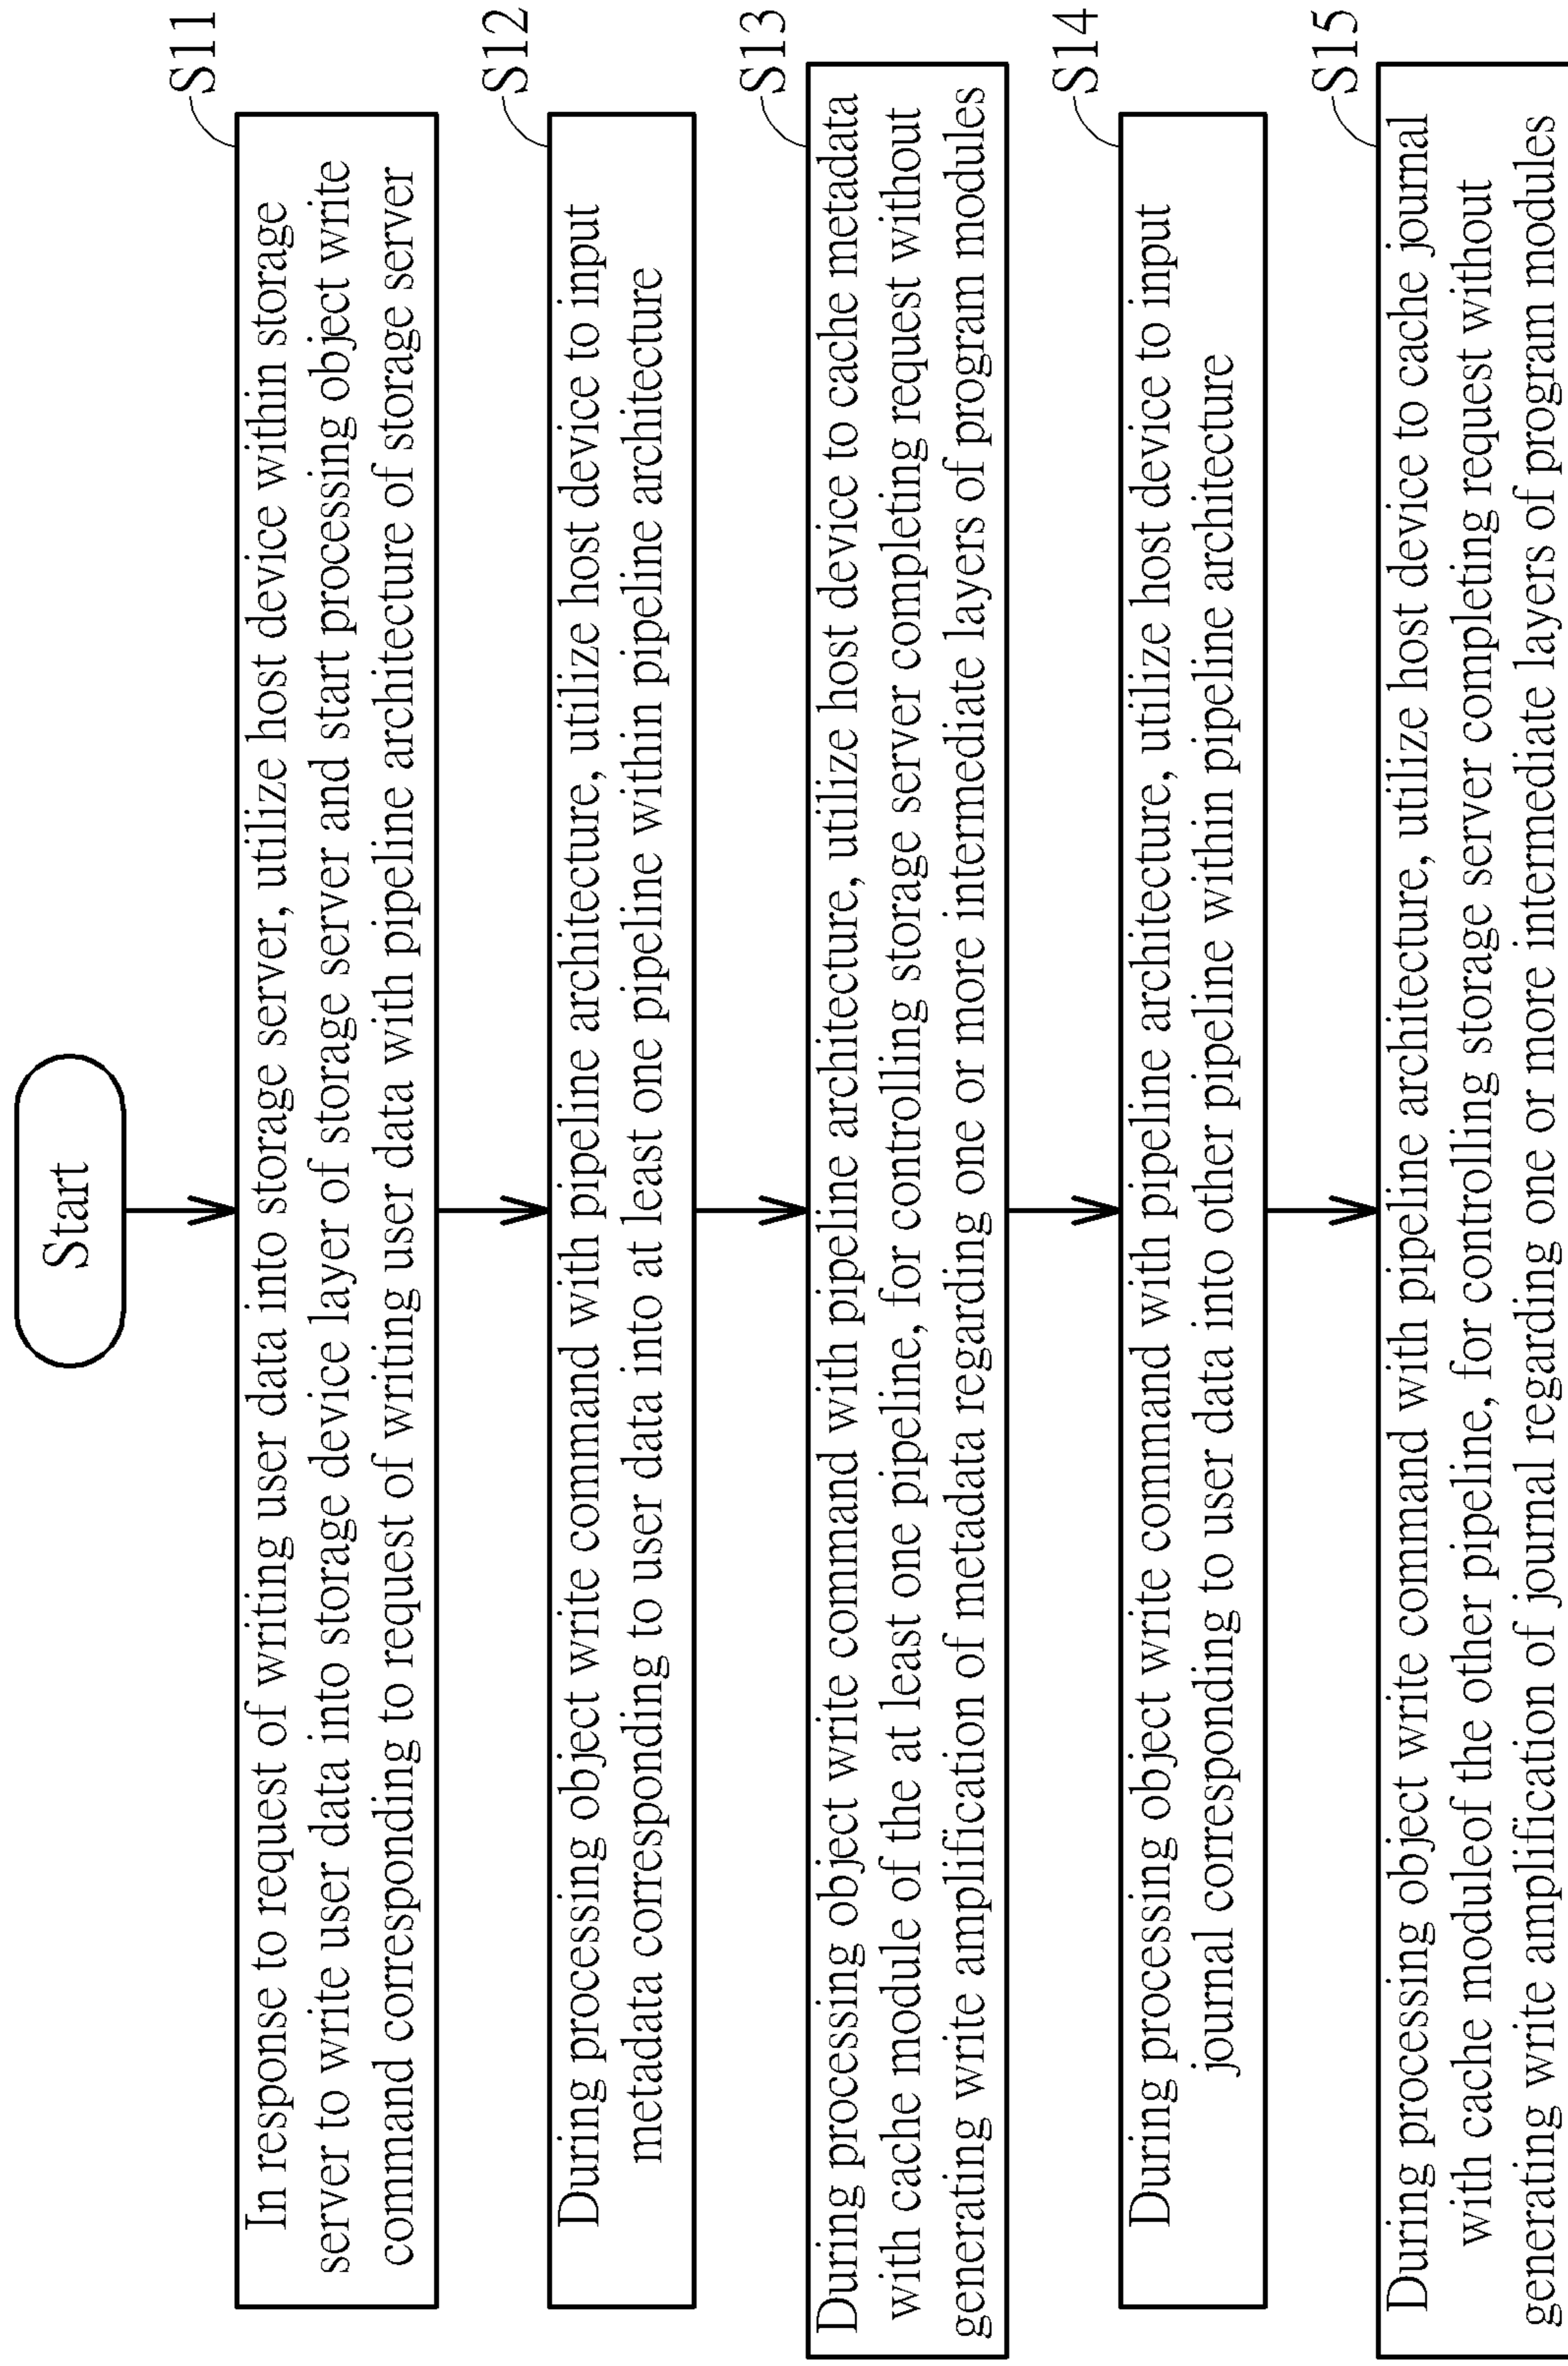 Start
S11
In response to request of writing user data into storage server, utilize host device within storage
server to write user data into storage device layer of storage server and start processing object write
command corresponding to request of writing user data with pipeline architecture of storage server
S12
During processing object write command with pipeline architecture, utilize host device to input
metadata corresponding to user data into at least one pipeline within pipeline architecture
S13
During processing object write command with pipeline architecture, utilize host device to cache metadata
with cache module of the at least one pipeline, for controlling storage server completing request without
generating write amplification of metadata regarding one or more intermediate layers of program modules
S14
During processing object write command with pipeline architecture, utilize host device to input
journal corresponding to user data into other pipeline within pipeline architecture
S15
During processing object write command with pipeline architecture, utilize host device to cache journal
with cache moduleof the other pipeline, for controlling storage server completing request without
generating write amplification of journal regarding one or more intermediate layers of program modules